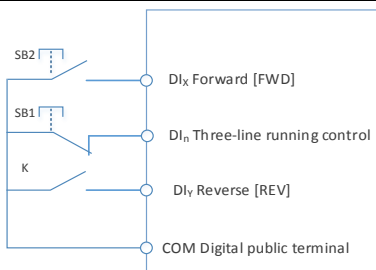 SB2
DIX Forward [FWD]
SB1
DIn Three-line running control
K
DIY Reverse [REV]
COM Digital public terminal